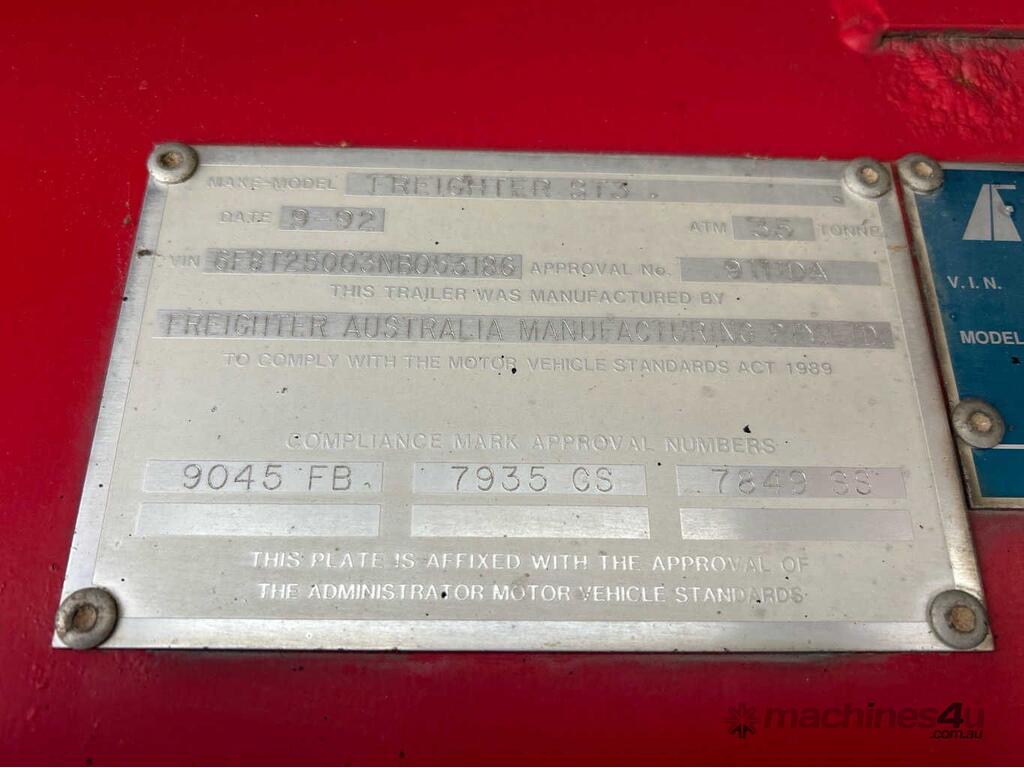 MAKE-MODEL FREIGHTER ST3.
DATE 9-92 ATM 35 TONNE
VIN 6F8T25003NB053186 APPROVAL No.
THIS TRAILER WAS MANUFACTURED BY
FREIGHTER AUSTRALIA MANUFACTURING PTY LTD
TO COMPLY WITH THE MOTOR VEHICLE STANDARDS ACT 1989
COMPLIANCE MARK APPROVAL NUMBERS
9045 FB 7935 GS 7849 SS
THIS PLATE IS AFFIXED WITH THE APPROVAL OF
THE ADMINISTRATOR MOTOR VEHICLE STANDARDS
V.I.N.
MODEL
machines4u
.com.au